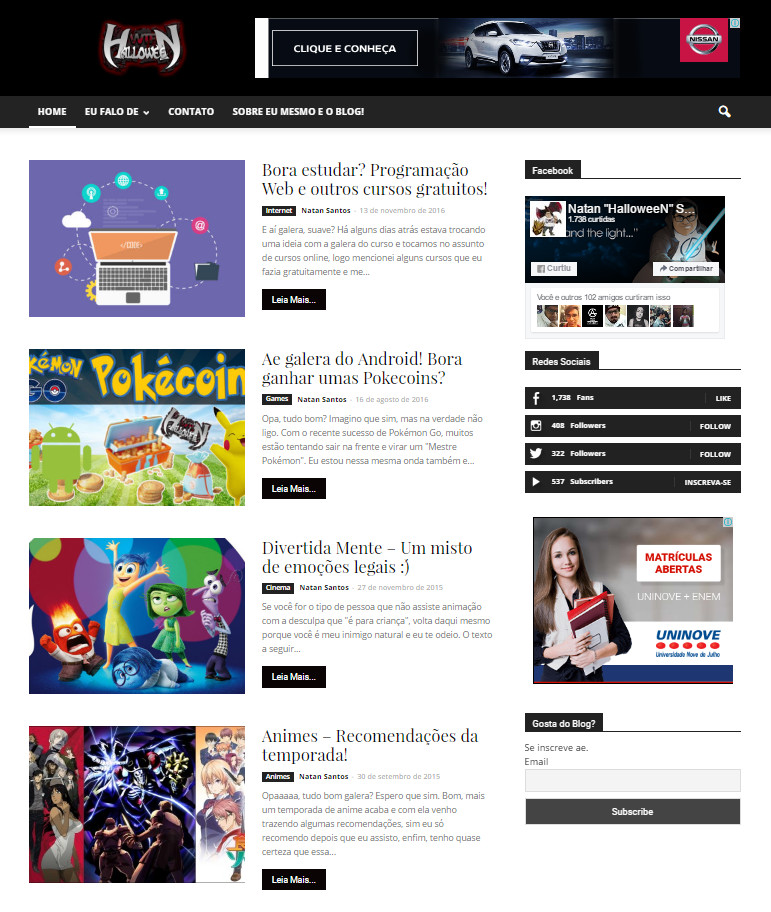 WTF
HALLOWEEN
CLIQUE E CONHEÇA
NISSAN
HOME
EU FALO DE
CONTATO
SOBRE EU MESMO E O BLOG!
</CODE>
Bora estudar? Programação
Web e outros cursos gratuitos!
Internet Natan Santos - 13 de novembro de 2016
E aí galera, suave? Há alguns dias atrás estava trocando
uma ideia com a galera do curso e tocamos no assunto
de cursos online, logo mencionei alguns cursos que eu
fazia gratuitamente e me...
Leia Mais...
POKÉMON
GO
Pokécoin
HALLOWEEN
Ae galera do Android! Bora
ganhar umas Pokecoins?
Games Natan Santos - 16 de agosto de 2016
Opa, tudo bom? Imagino que sim, mas na verdade não
ligo. Com o recente sucesso de Pokémon Go, muitos
estão tentando sair na frente e virar um "Mestre
Pokémon". Eu estou nessa mesma onda também e...
Leia Mais...
Divertida Mente – Um misto
de emoções legais :')
Cinema Natan Santos - 27 de novembro de 2015
Se você for o tipo de pessoa que não assiste animação
com a desculpa que "é para criança", volta daqui mesmo
porque você é meu inimigo natural e eu te odeio. O texto
a seguir...
Leia Mais...
Animes – Recomendações da
temporada!
Animes Natan Santos - 30 de setembro de 2015
Opaaaaa, tudo bom galera? Espero que sim. Bom, mais
um temporada de anime acaba e com ela venho
trazendo algumas recomendações, sim eu só
recomendo depois que eu assisto, enfim, tenho quase
certeza que essa...
Leia Mais...
Facebook
Natan "HalloweeN" S...
1.738 curtidas
and the light..."
Curtiu
Compartilhar
Você e outros 102 amigos curtiram isso
Redes Sociais
1,738 Fans LIKE
408 Followers FOLLOW
322 Followers FOLLOW
537 Subscribers INSCREVA-SE
MATRÍCULAS
ABERTAS
UNINOVE + ENEM
UNINOVE
Universidade Nove de Julho
Gosta do Blog?
Se inscreve ae.
Email
Subscribe